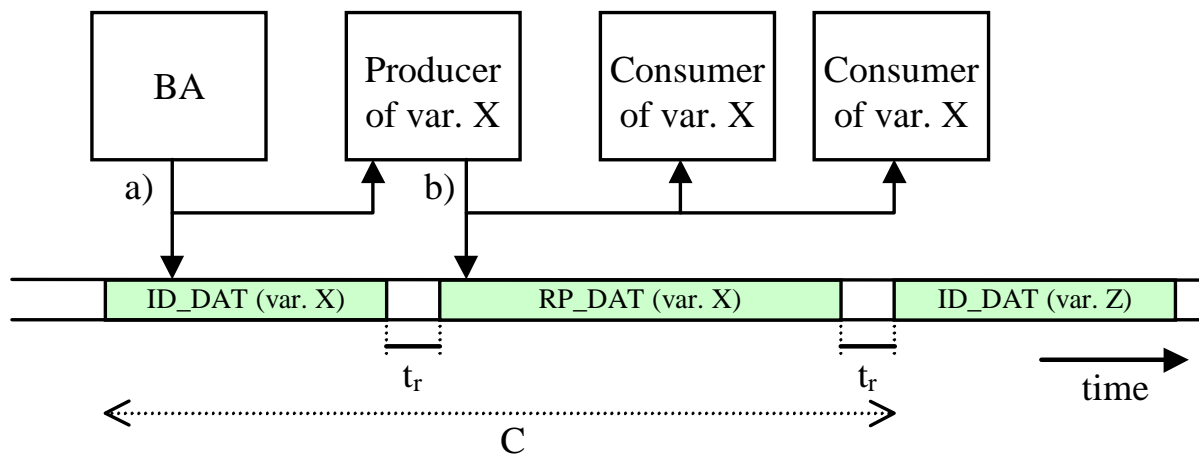 BA
Producer
of var. X
Consumer
of var. X
Consumer
of var. X
a)
b)
ID_DAT (var. X)
RP_DAT (var. X)
ID_DAT (var. Z)
tr
tr
time
C